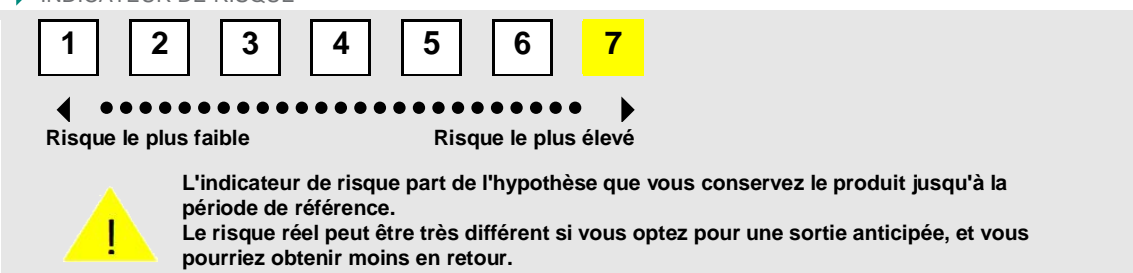 INDICATEUR DE RISQUE
1 2 3 4 5 6 7
Risque le plus faible Risque le plus élevé
L'indicateur de risque part de l'hypothèse que vous conservez le produit jusqu'à la
période de référence.
!
Le risque réel peut être très différent si vous optez pour une sortie anticipée, et vous
pourriez obtenir moins en retour.